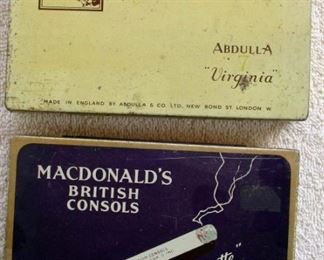 ABDULLA
"Virginia"
MADE IN ENGLAND BY ABDULLA & CO. LTD., NEW BOND ST. LONDON W
MACDONALD'S
BRITISH
CONSOLS